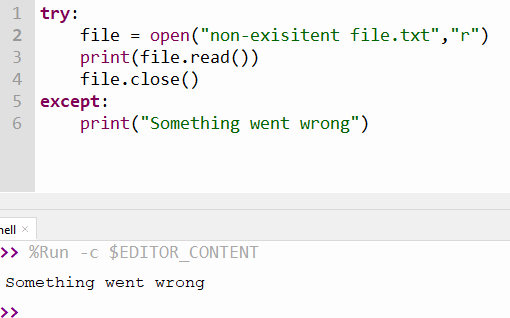 1 try:
2     file = open("non-exisitent file.txt","r")
3     print(file.read())
4     file.close()
5 except:
6     print("Something went wrong")
ell ×
>> %Run -c $EDITOR_CONTENT
Something went wrong
>>